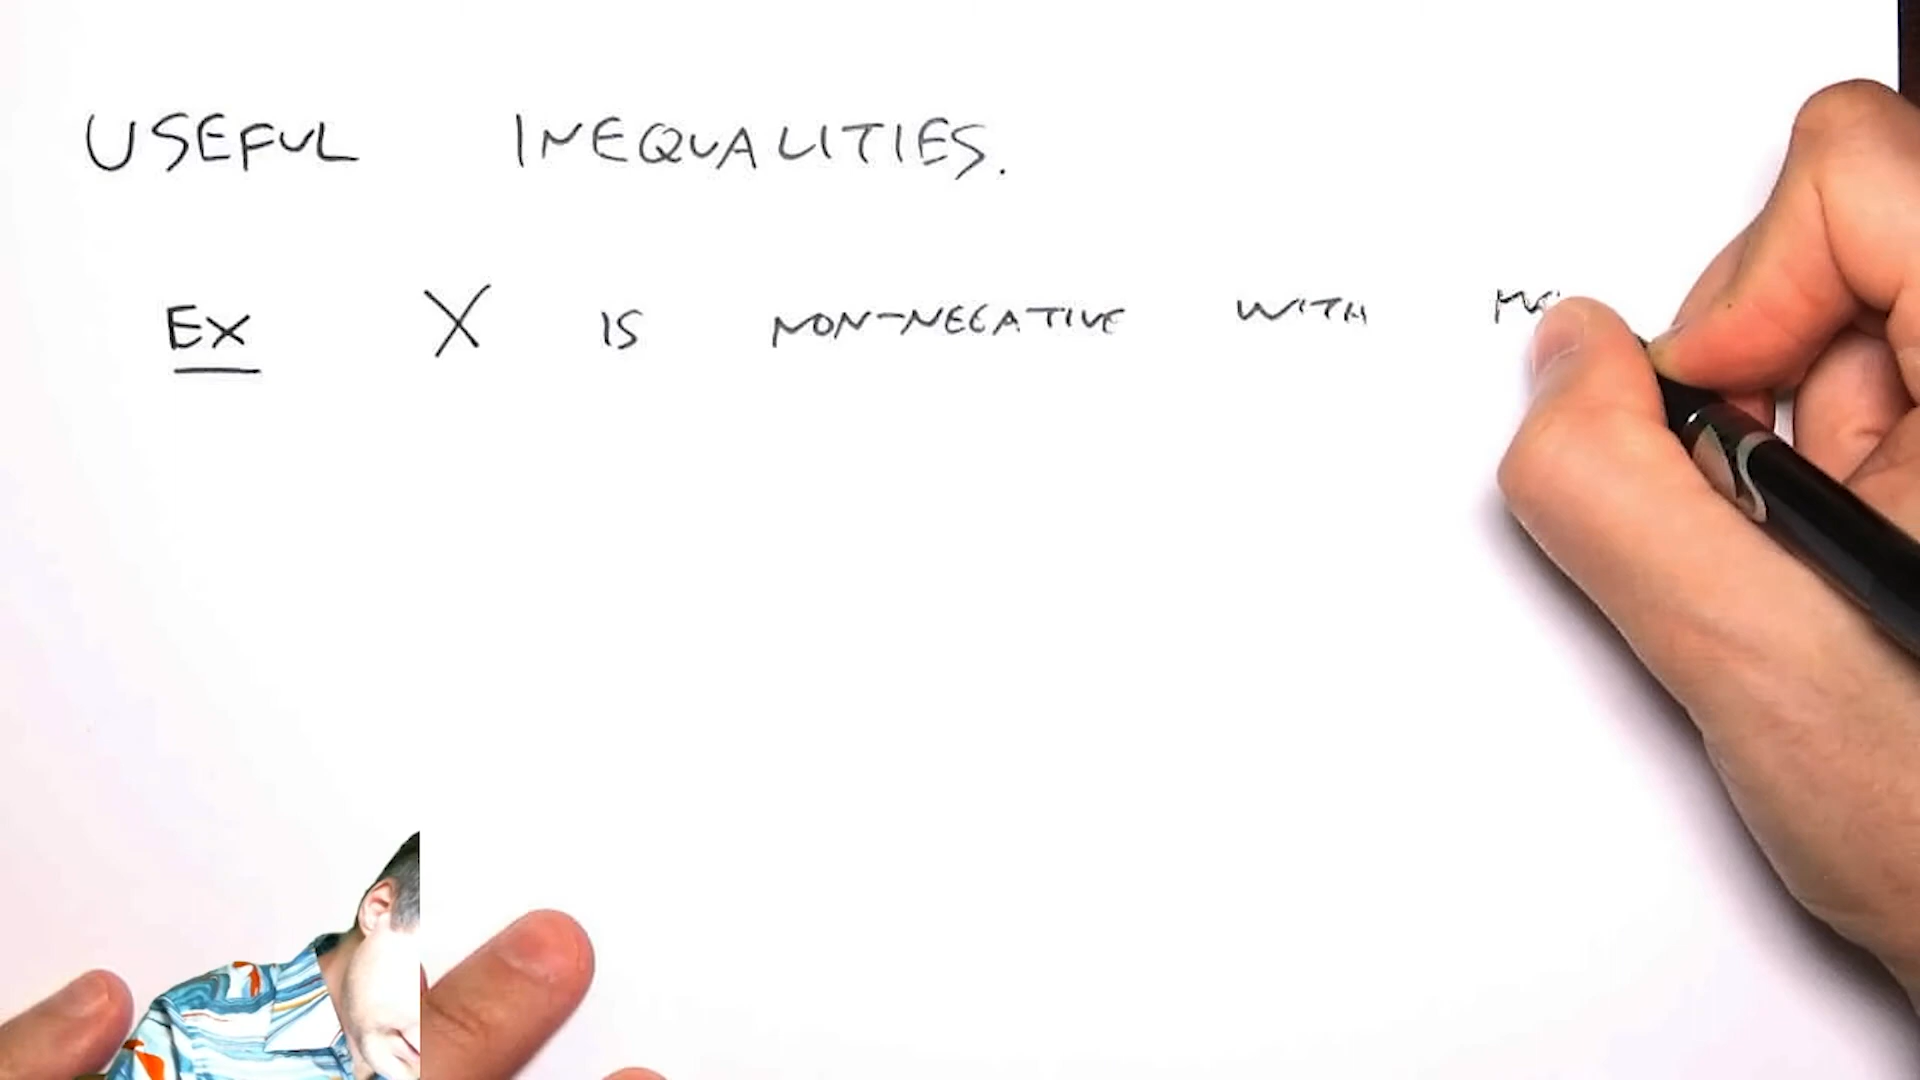 USEFUL INEQUALITIES.
EX X IS NON-NEGATIVE WITH